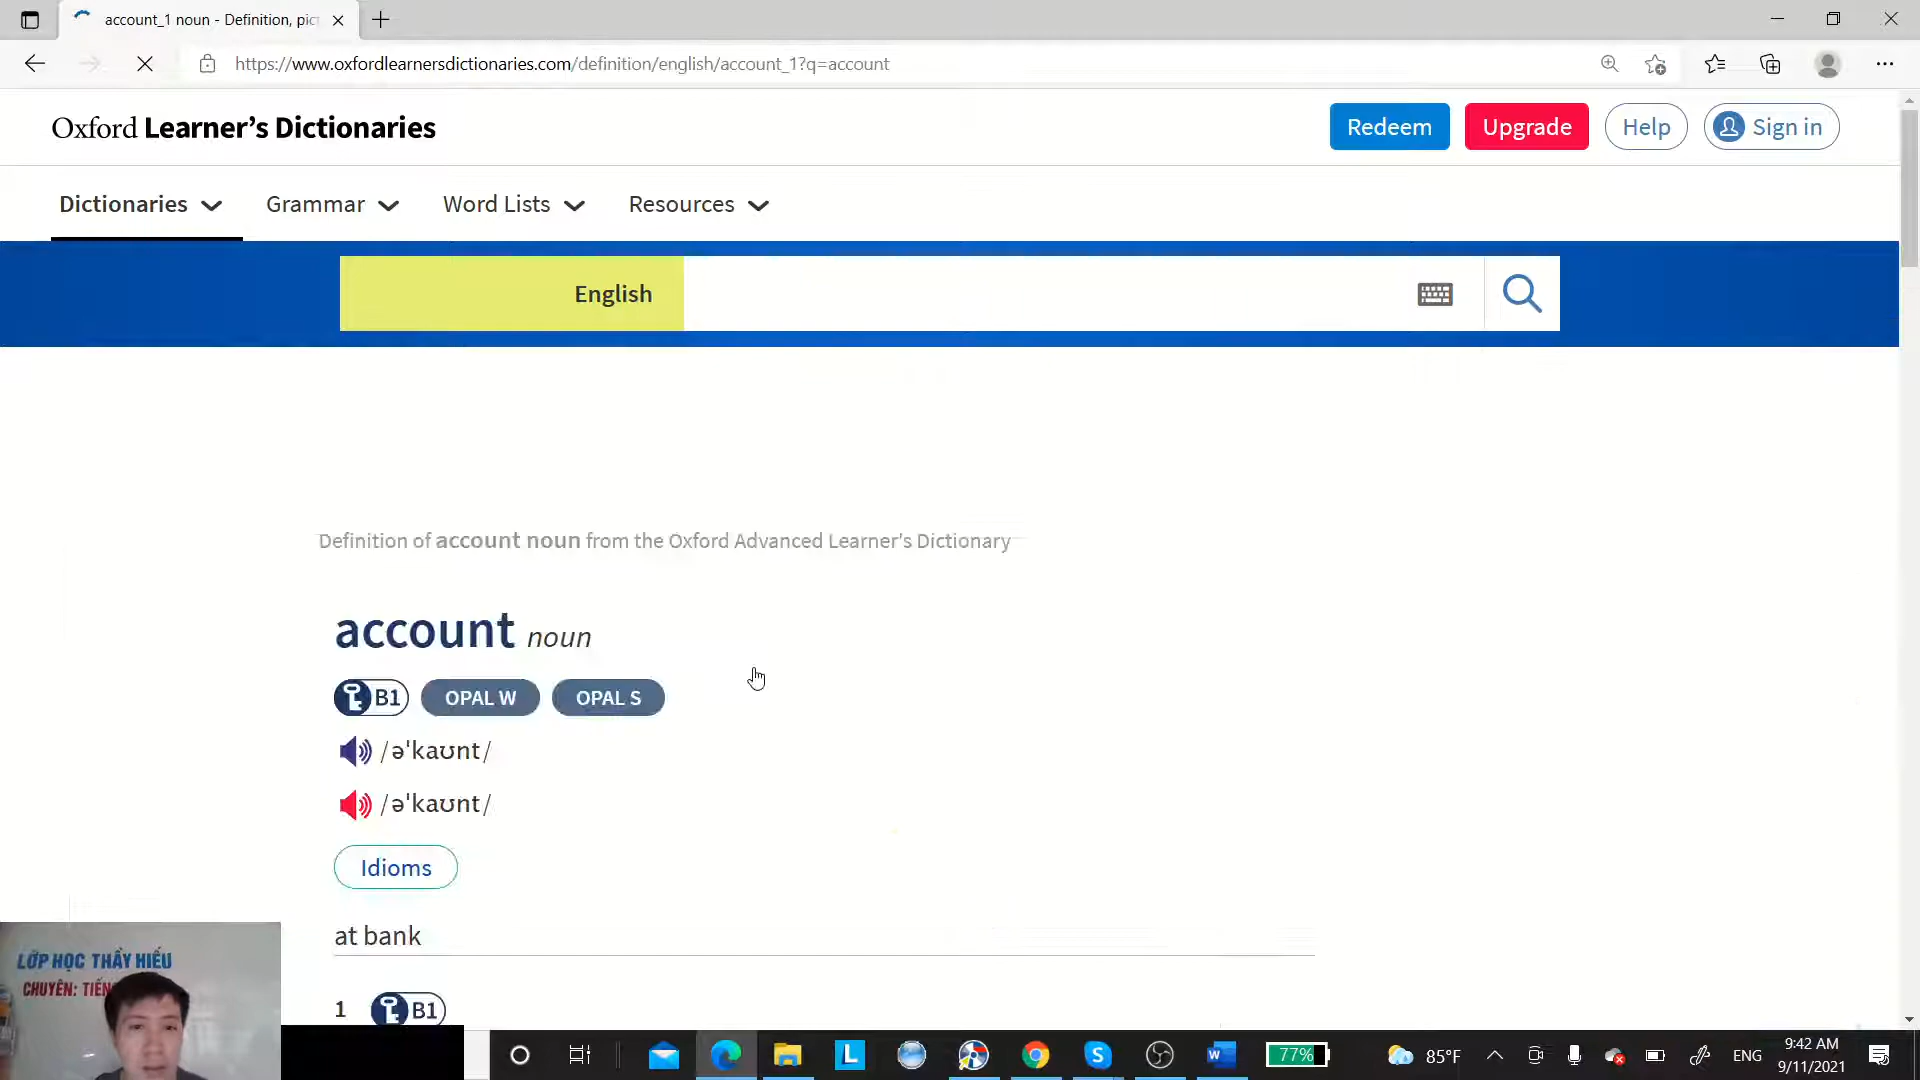 account_1 noun - Definition, pic
https://www.oxfordlearnersdictionaries.com/definition/english/account_1?q=account
Oxford Learner's Dictionaries
Redeem
Upgrade
Help
Sign in
Dictionaries
Grammar
Word Lists
Resources
English
Definition of account noun from the Oxford Advanced Learner's Dictionary
account noun
B1
OPAL W
OPAL S
/əˈkaʊnt/
/əˈkaʊnt/
Idioms
at bank
1
B1
LỚP HỌC THẦY HIẾU
CHUYÊN: TIẾN
77%
85°F
ENG
9:42 AM
9/11/2021